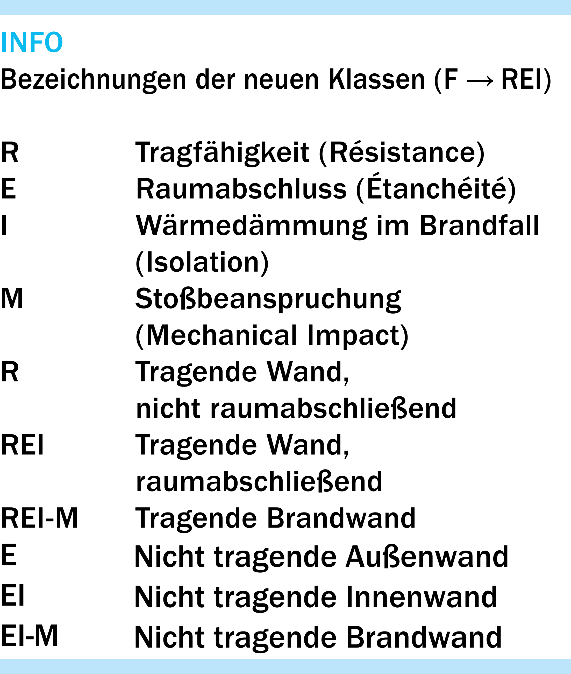 INFO
Bezeichnungen der neuen Klassen (F → REI)
R Tragfähigkeit (Résistance)
E Raumabschluss (Étanchéité)
I Wärmedämmung im Brandfall
(Isolation)
M Stoßbeanspruchung
(Mechanical Impact)
R Tragende Wand,
nicht raumabschließend
REI Tragende Wand,
raumabschließend
REI-M Tragende Brandwand
E Nicht tragende Außenwand
EI Nicht tragende Innenwand
EI-M Nicht tragende Brandwand